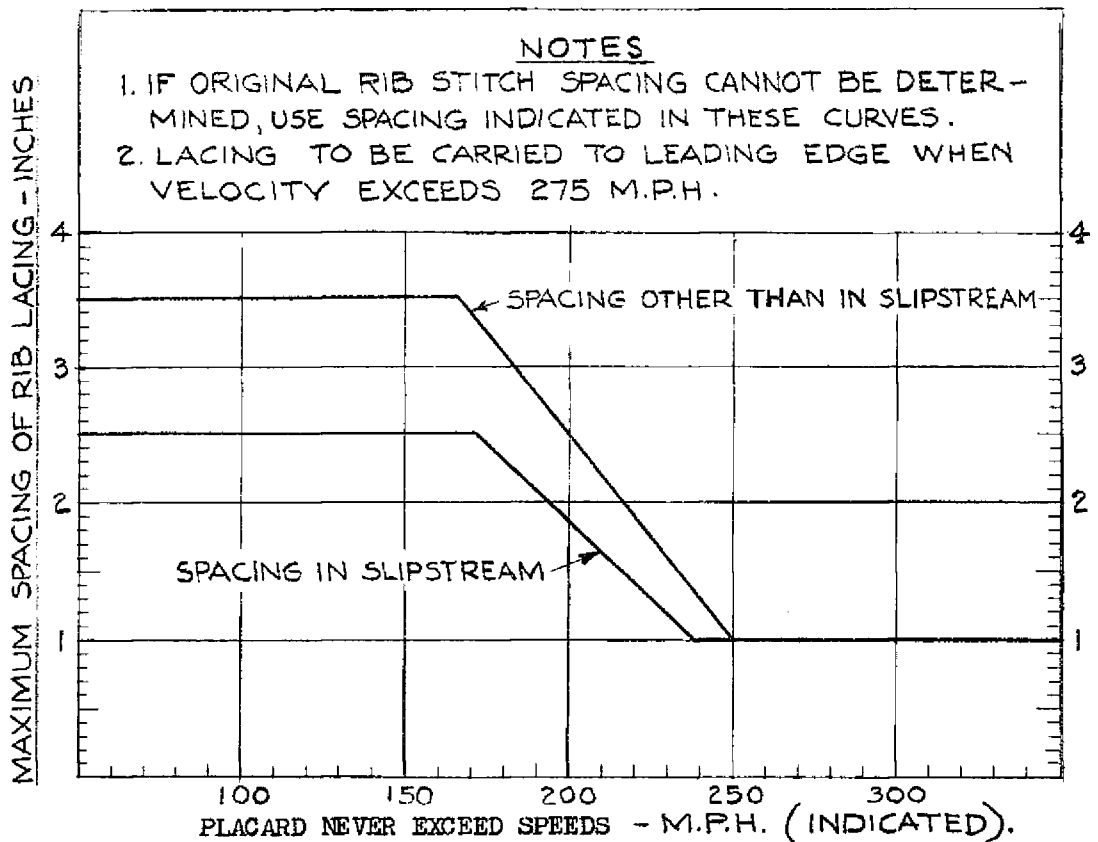 NOTES
1. IF ORIGINAL RIB STITCH SPACING CANNOT BE DETER-
MINED, USE SPACING INDICATED IN THESE CURVES.
2. LACING TO BE CARRIED TO LEADING EDGE WHEN
VELOCITY EXCEEDS 275 M.P.H.
MAXIMUM SPACING OF RIB LACING - INCHES
4 4
SPACING OTHER THAN IN SLIPSTREAM
3 3
2 2
SPACING IN SLIPSTREAM
1 1
100 150 200 250 300
PLACARD NEVER EXCEED SPEEDS - M.P.H. (INDICATED).